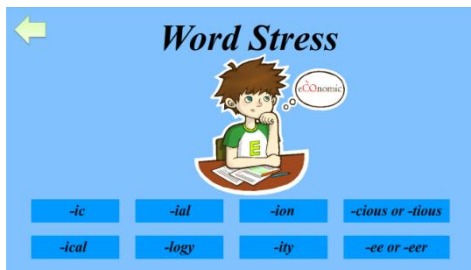 Word Stress
eCOnomic
E
-ic
-ial
-ion
-cious or -tious
-ical
-logy
-ity
-ee or -eer